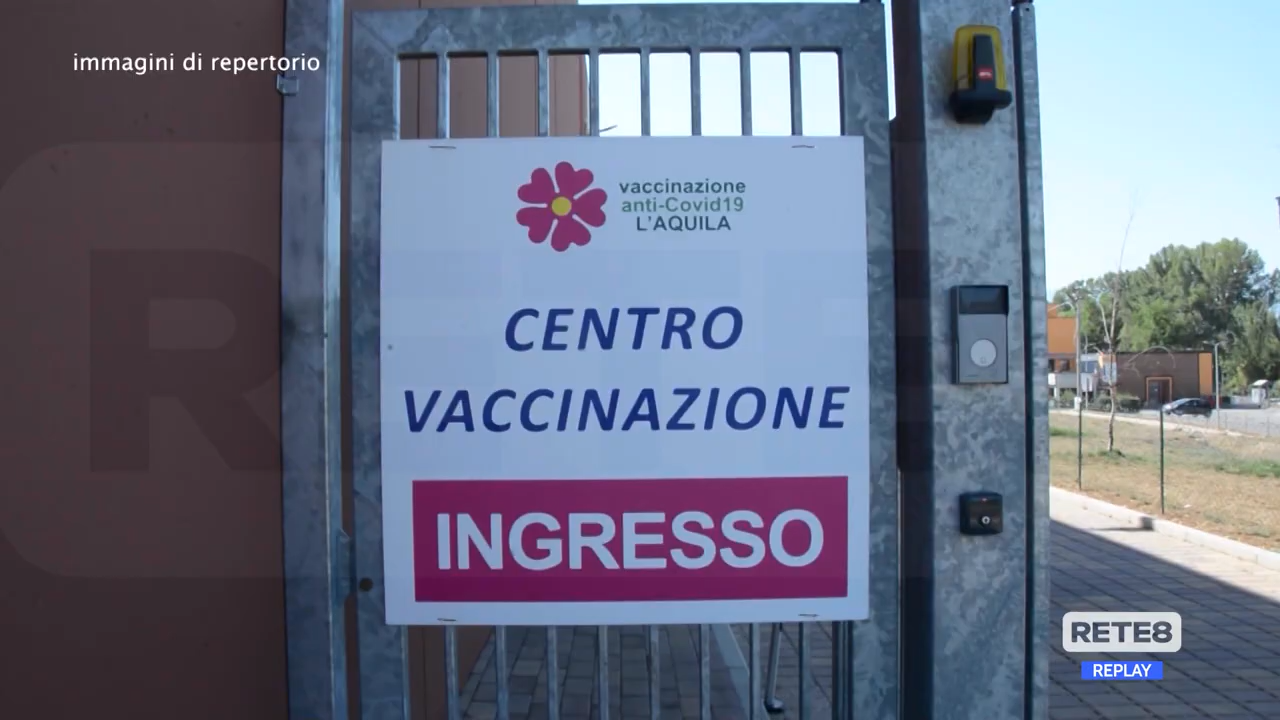 immagini di repertorio
vaccinazione
anti-Covid19
L'AQUILA
CENTRO
VACCINAZIONE
INGRESSO
RETE8
REPLAY